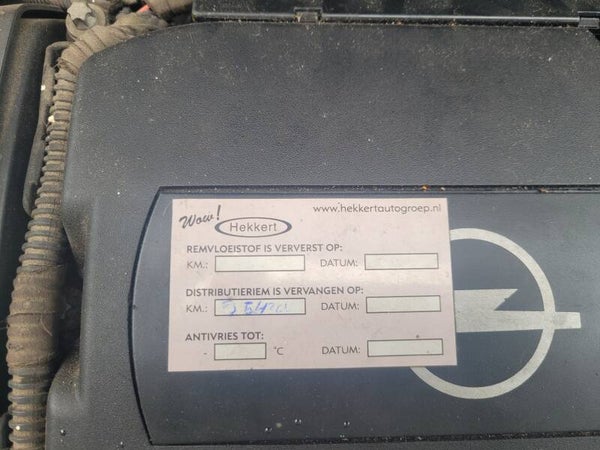 www.hekkertautogroep.nl
Wow!
Hekkert
REMVLOEISTOF IS VERVERST OP:
KM.: DATUM:
DISTRIBUTIERIEM IS VERVANGEN OP:
KM.: DATUM:
ANTIVRIES TOT:
- °C DATUM: